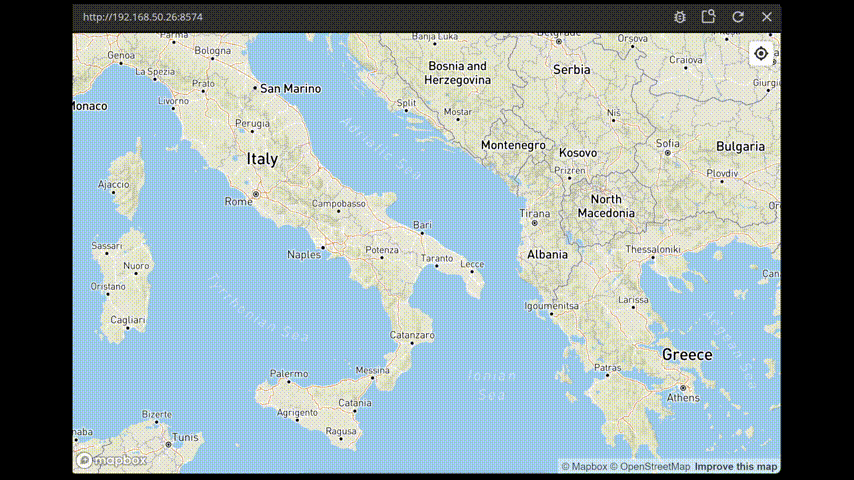 http://192.168.50.26:8574
Parma
Genoa
Bologna
La Spezia
Prato
San Marino
Monaco
Livorno
Perugia
Italy
Ajaccio
Rome
Campobasso
Bari
Sassari
Naples
Potenza
Taranto
Lecce
Nuoro
Oristano
Cagliari
Tyrrhenian Sea
Adriatic Sea
Catanzaro
Palermo
Messina
Ionian
Sea
Agrigento
Catania
Ragusa
Bizerte
Tunis
Banja Luka
Belgrade
Orșova
Craiova
Bosnia and
Herzegovina
Serbia
Split
Mostar
Niš
Montenegro
Kosovo
Sofia
Bulgaria
Prizren
Plovdiv
North
Macedonia
Tirana
Albania
Thessaloniki
Igoumenitsa
Larissa
Greece
Aegean Sea
Patras
Athens
mapbox
© Mapbox © OpenStreetMap Improve this map